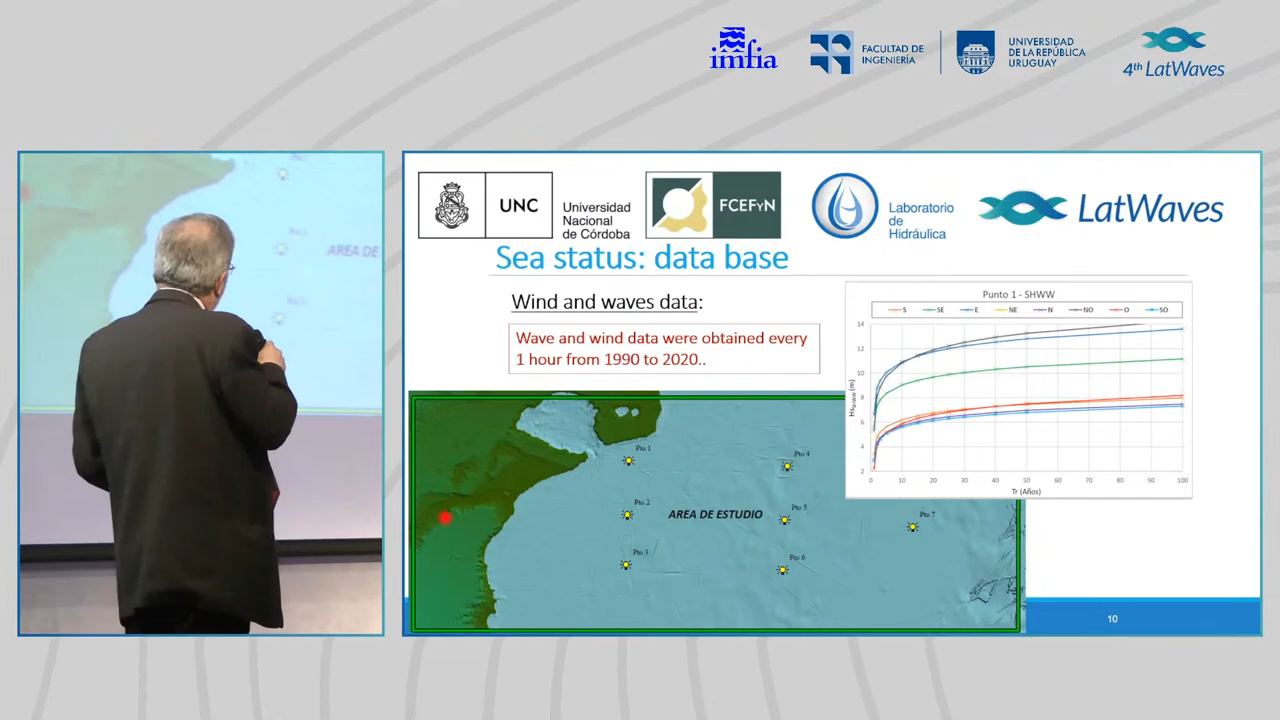 imfia
FACULTAD DE
INGENIERÍA
UNIVERSIDAD
DE LA REPÚBLICA
URUGUAY
4th LatWaves
AREA DE
UNC
Universidad
Nacional
de Córdoba
FCEFyN
Laboratorio
de
Hidráulica
LatWaves
Sea status: data base
Wind and waves data:
Wave and wind data were obtained every
1 hour from 1990 to 2020..
Punto 1 - SHWW
S SE E NE N NO O SO
14
12
10
8
6
4
2
Hs_SHWW (m)
0 10 20 30 40 50 60 70 80 90 100
Tr (Años)
Pto 1
Pto 4
Pto 2
AREA DE ESTUDIO
Pto 5
Pto 7
Pto 3
Pto 6
10